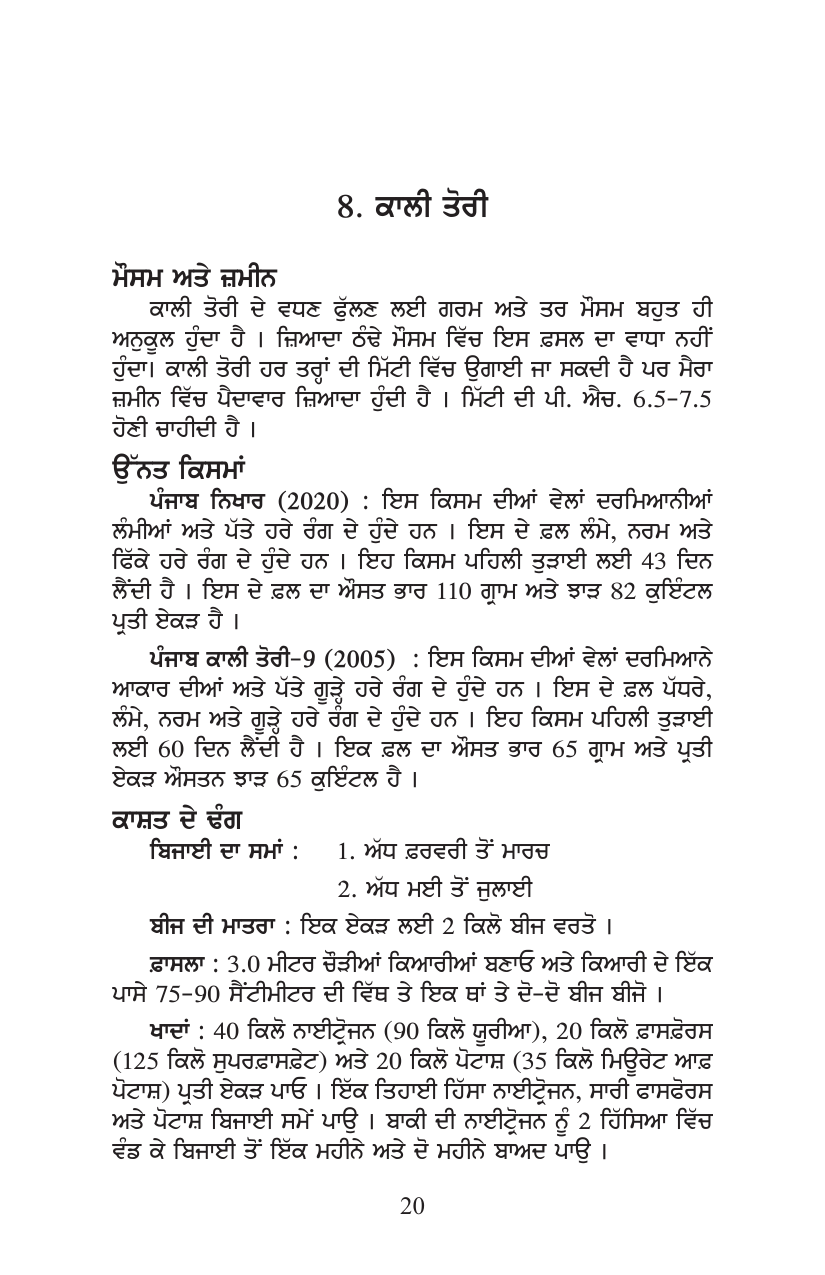 8. ਕਾਲੀ ਤੋਰੀ
ਮੌਸਮ ਅਤੇ ਜ਼ਮੀਨ
ਕਾਲੀ ਤੋਰੀ ਦੇ ਵਧਣ ਫੁੱਲਣ ਲਈ ਗਰਮ ਅਤੇ ਤਰ ਮੌਸਮ ਬਹੁਤ ਹੀ
ਅਨੁਕੂਲ ਹੁੰਦਾ ਹੈ । ਜ਼ਿਆਦਾ ਠੰਢੇ ਮੌਸਮ ਵਿੱਚ ਇਸ ਫ਼ਸਲ ਦਾ ਵਾਧਾ ਨਹੀਂ
ਹੁੰਦਾ। ਕਾਲੀ ਤੋਰੀ ਹਰ ਤਰ੍ਹਾਂ ਦੀ ਮਿੱਟੀ ਵਿੱਚ ਉਗਾਈ ਜਾ ਸਕਦੀ ਹੈ ਪਰ ਮੈਰਾ
ਜ਼ਮੀਨ ਵਿੱਚ ਪੈਦਾਵਾਰ ਜ਼ਿਆਦਾ ਹੁੰਦੀ ਹੈ । ਮਿੱਟੀ ਦੀ ਪੀ. ਐਚ. 6.5-7.5
ਹੋਣੀ ਚਾਹੀਦੀ ਹੈ ।
ਉੱਨਤ ਕਿਸਮਾਂ
ਪੰਜਾਬ ਨਿਖਾਰ (2020) : ਇਸ ਕਿਸਮ ਦੀਆਂ ਵੇਲਾਂ ਦਰਮਿਆਨੀਆਂ
ਲੰਮੀਆਂ ਅਤੇ ਪੱਤੇ ਹਰੇ ਰੰਗ ਦੇ ਹੁੰਦੇ ਹਨ । ਇਸ ਦੇ ਫ਼ਲ ਲੰਮੇ, ਨਰਮ ਅਤੇ
ਫਿੱਕੇ ਹਰੇ ਰੰਗ ਦੇ ਹੁੰਦੇ ਹਨ । ਇਹ ਕਿਸਮ ਪਹਿਲੀ ਤੁੜਾਈ ਲਈ 43 ਦਿਨ
ਲੈਂਦੀ ਹੈ । ਇਸ ਦੇ ਫ਼ਲ ਦਾ ਔਸਤ ਭਾਰ 110 ਗ੍ਰਾਮ ਅਤੇ ਝਾੜ 82 ਕੁਇੰਟਲ
ਪ੍ਰਤੀ ਏਕੜ ਹੈ ।
ਪੰਜਾਬ ਕਾਲੀ ਤੋਰੀ-9 (2005) : ਇਸ ਕਿਸਮ ਦੀਆਂ ਵੇਲਾਂ ਦਰਮਿਆਨੇ
ਆਕਾਰ ਦੀਆਂ ਅਤੇ ਪੱਤੇ ਗੂੜ੍ਹੇ ਹਰੇ ਰੰਗ ਦੇ ਹੁੰਦੇ ਹਨ । ਇਸ ਦੇ ਫ਼ਲ ਪੱਧਰੇ,
ਲੰਮੇ, ਨਰਮ ਅਤੇ ਗੂੜ੍ਹੇ ਹਰੇ ਰੰਗ ਦੇ ਹੁੰਦੇ ਹਨ । ਇਹ ਕਿਸਮ ਪਹਿਲੀ ਤੁੜਾਈ
ਲਈ 60 ਦਿਨ ਲੈਂਦੀ ਹੈ । ਇਕ ਫ਼ਲ ਦਾ ਔਸਤ ਭਾਰ 65 ਗ੍ਰਾਮ ਅਤੇ ਪ੍ਰਤੀ
ਏਕੜ ਔਸਤਨ ਝਾੜ 65 ਕੁਇੰਟਲ ਹੈ ।
ਕਾਸ਼ਤ ਦੇ ਢੰਗ
ਬਿਜਾਈ ਦਾ ਸਮਾਂ : 1. ਅੱਧ ਫ਼ਰਵਰੀ ਤੋਂ ਮਾਰਚ
2. ਅੱਧ ਮਈ ਤੋਂ ਜੁਲਾਈ
ਬੀਜ ਦੀ ਮਾਤਰਾ : ਇਕ ਏਕੜ ਲਈ 2 ਕਿਲੋ ਬੀਜ ਵਰਤੋ ।
ਫ਼ਾਸਲਾ : 3.0 ਮੀਟਰ ਚੌੜੀਆਂ ਕਿਆਰੀਆਂ ਬਣਾਓ ਅਤੇ ਕਿਆਰੀ ਦੇ ਇੱਕ
ਪਾਸੇ 75-90 ਸੈਂਟੀਮੀਟਰ ਦੀ ਵਿੱਥ ਤੇ ਇਕ ਥਾਂ ਤੇ ਦੋ-ਦੋ ਬੀਜ ਬੀਜੋ ।
ਖਾਦਾਂ : 40 ਕਿਲੋ ਨਾਈਟ੍ਰੋਜਨ (90 ਕਿਲੋ ਯੂਰੀਆ), 20 ਕਿਲੋ ਫ਼ਾਸਫ਼ੋਰਸ
(125 ਕਿਲੋ ਸੁਪਰਫ਼ਾਸਫ਼ੇਟ) ਅਤੇ 20 ਕਿਲੋ ਪੋਟਾਸ਼ (35 ਕਿਲੋ ਮਿਊਰੇਟ ਆਫ਼
ਪੋਟਾਸ਼) ਪ੍ਰਤੀ ਏਕੜ ਪਾਓ । ਇੱਕ ਤਿਹਾਈ ਹਿੱਸਾ ਨਾਈਟ੍ਰੋਜਨ, ਸਾਰੀ ਫਾਸਫੋਰਸ
ਅਤੇ ਪੋਟਾਸ਼ ਬਿਜਾਈ ਸਮੇਂ ਪਾਉ । ਬਾਕੀ ਦੀ ਨਾਈਟ੍ਰੋਜਨ ਨੂੰ 2 ਹਿੱਸਿਆ ਵਿੱਚ
ਵੰਡ ਕੇ ਬਿਜਾਈ ਤੋਂ ਇੱਕ ਮਹੀਨੇ ਅਤੇ ਦੋ ਮਹੀਨੇ ਬਾਅਦ ਪਾਉ ।
20